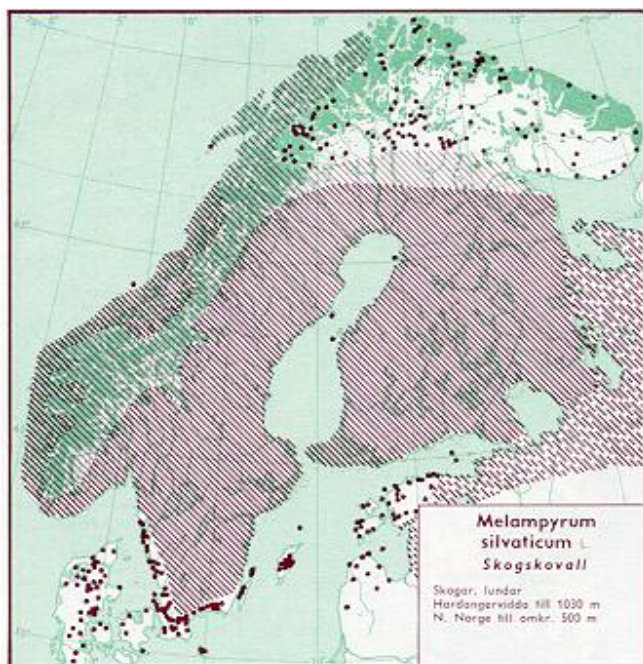 Melampyrum
silvaticum L.
Skogskovall
Skogar, lundar
Hardangervidda till 1030 m
N. Norge till omkr. 500 m